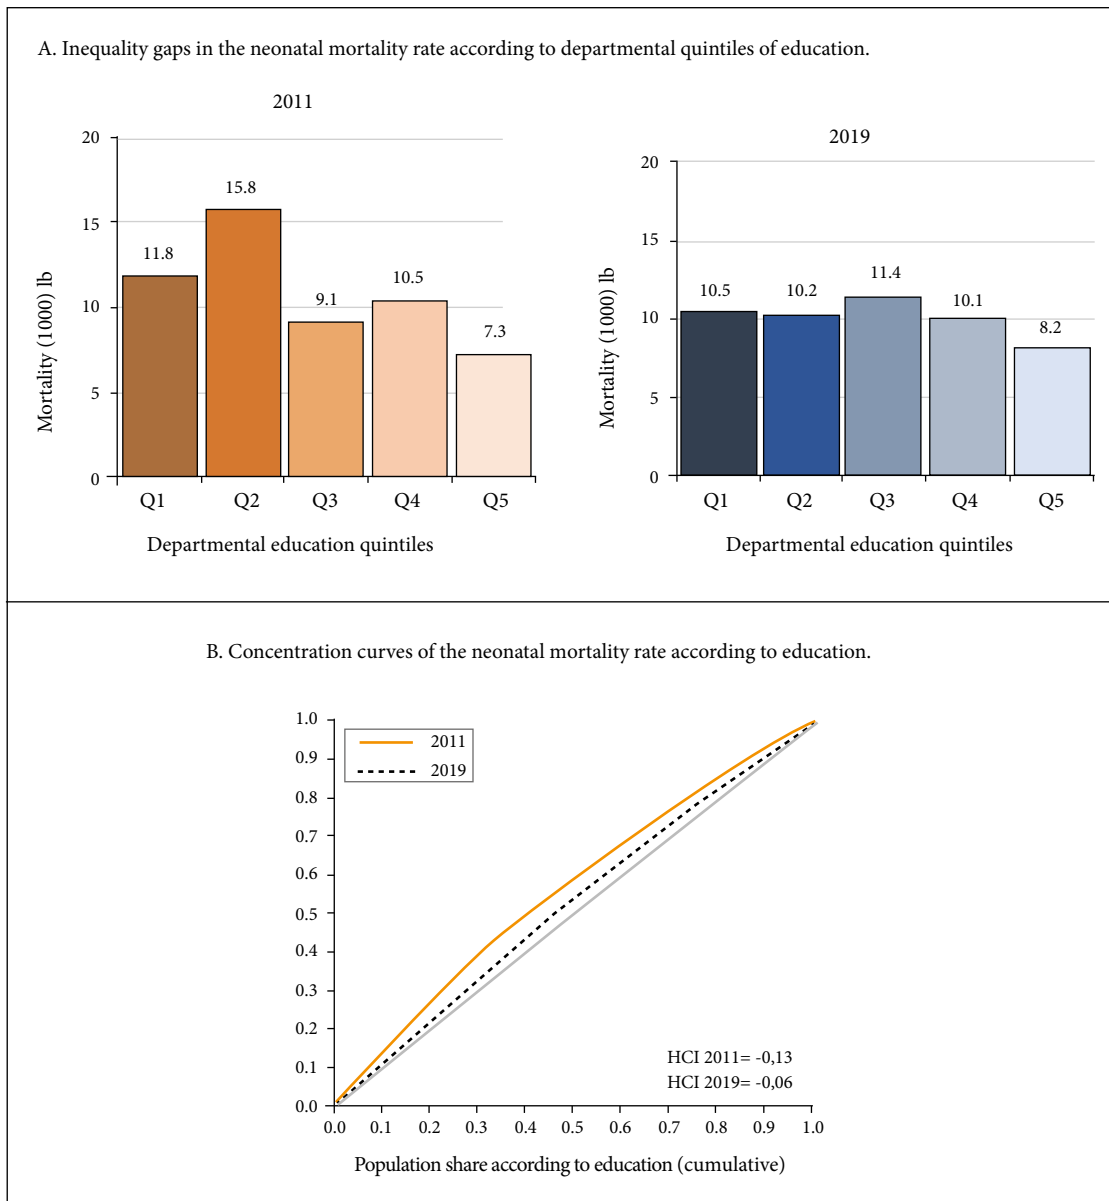 A. Inequality gaps in the neonatal mortality rate according to departmental quintiles of education.
2011
20
15
10
5
0
Mortality (1000) lb
11.8
15.8
9.1
10.5
7.3
Q1 Q2 Q3 Q4 Q5
Departmental education quintiles
2019
20
15
10
5
0
Mortality (1000) lb
10.5
10.2
11.4
10.1
8.2
Q1 Q2 Q3 Q4 Q5
Departmental education quintiles
B. Concentration curves of the neonatal mortality rate according to education.
1.0
0.9
0.8
0.7
0.6
0.5
0.4
0.3
0.2
0.1
0.0
2011
2019
HCI 2011= -0,13
HCI 2019= -0,06
0.0 0.1 0.2 0.3 0.4 0.5 0.6 0.7 0.8 0.9 1.0
Population share according to education (cumulative)